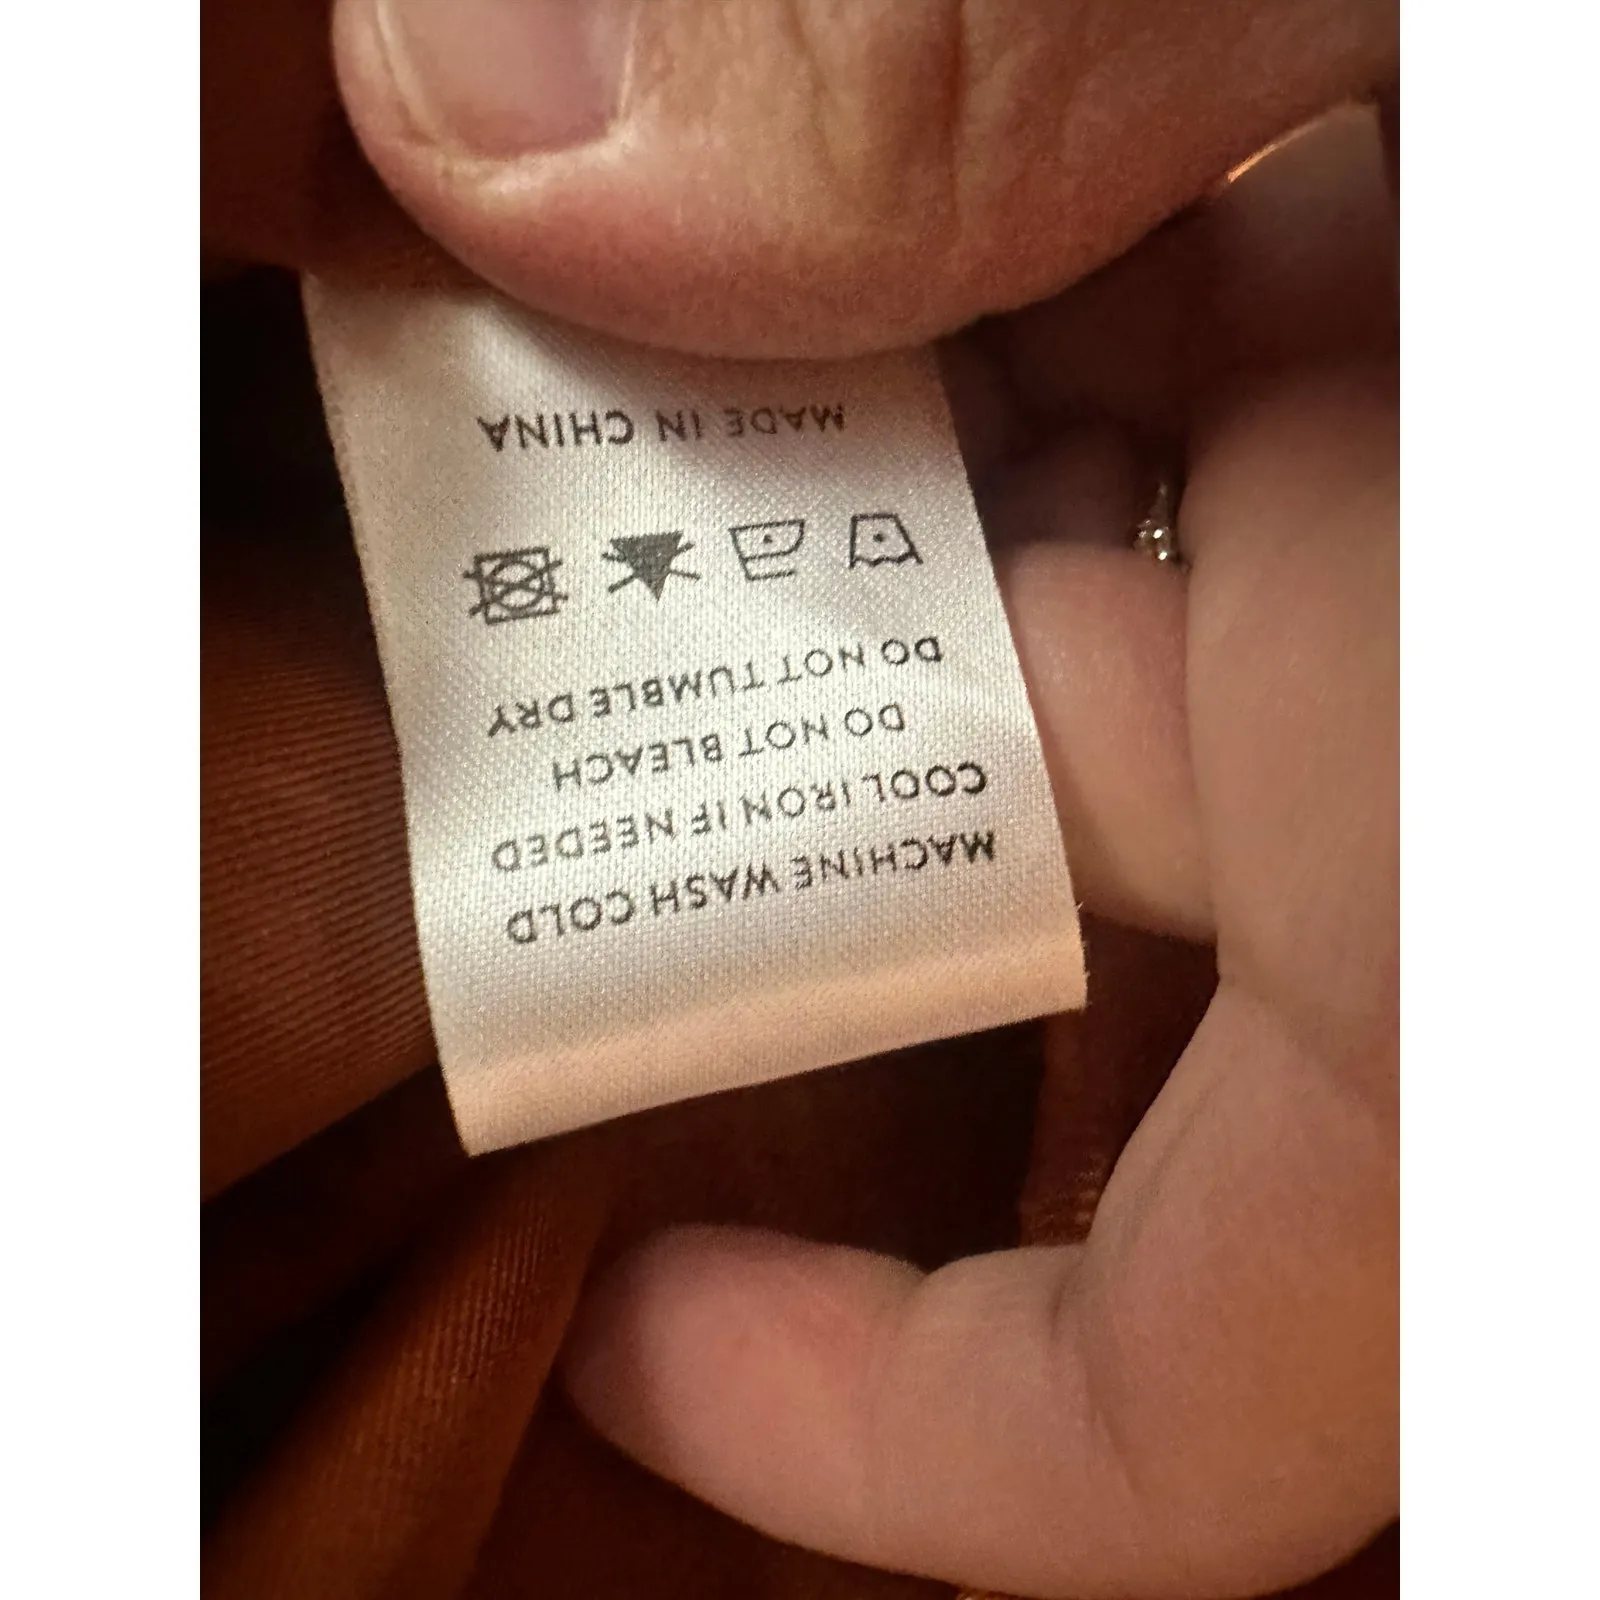 MACHINE WASH COLD
COOL IRON IF NEEDED
DO NOT BLEACH
DO NOT TUMBLE DRY
MADE IN CHINA